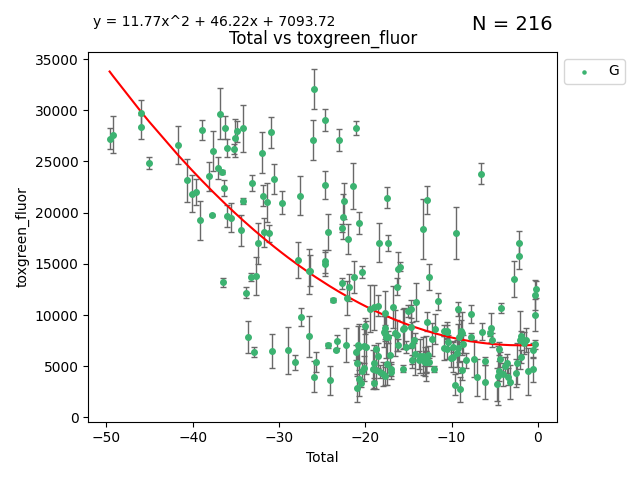 y = 11.77x^2 + 46.22x + 7093.72
N = 216
Total vs toxgreen_fluor
G
toxgreen_fluor
35000
30000
25000
20000
15000
10000
5000
0
−50
−40
−30
−20
−10
0
Total